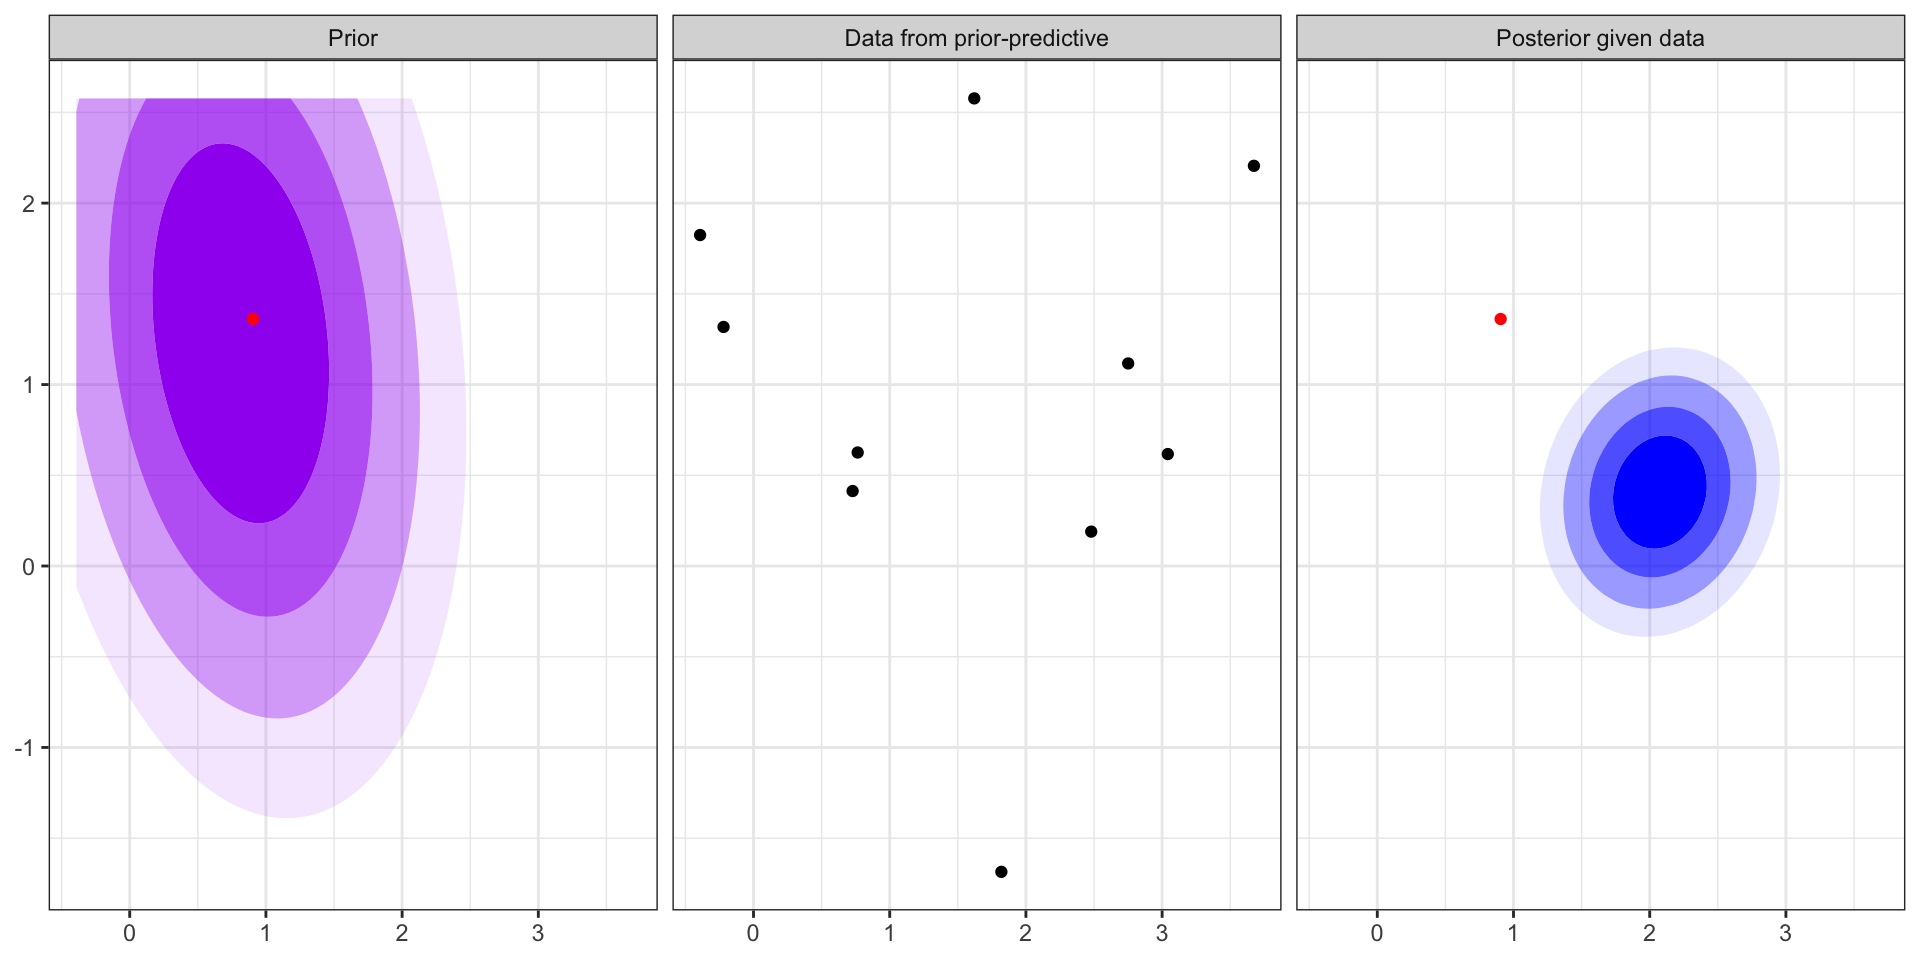 Prior
Data from prior-predictive
Posterior given data
2
1
0
-1
0 1 2 3
0 1 2 3
0 1 2 3